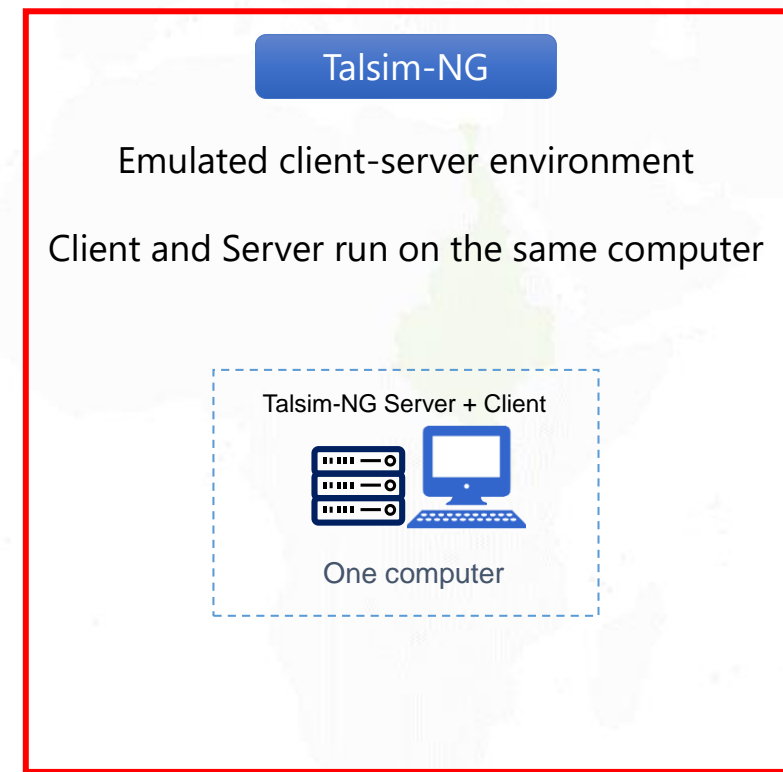 Talsim-NG
Emulated client-server environment
Client and Server run on the same computer
Talsim-NG Server + Client
One computer